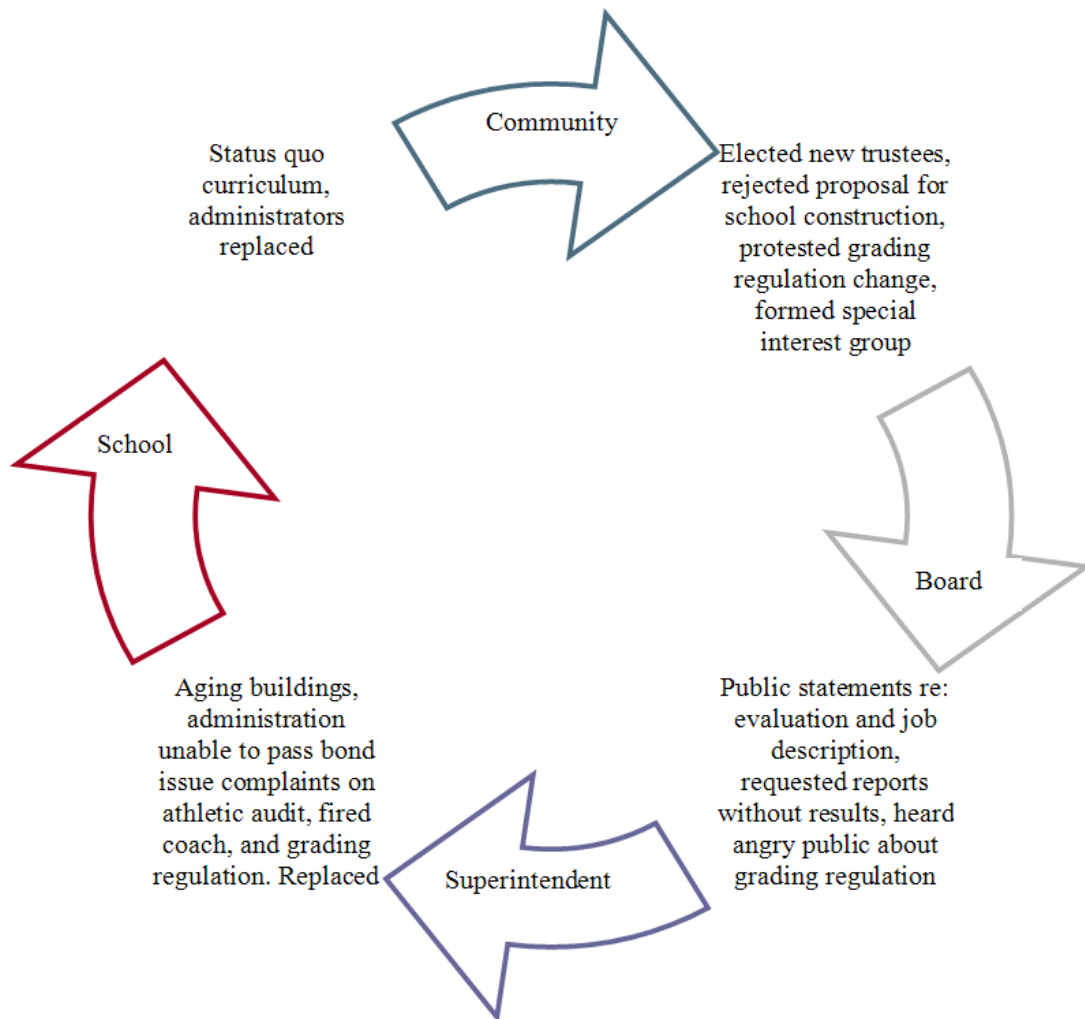 Community
Elected new trustees,
rejected proposal for
school construction,
protested grading
regulation change,
formed special
interest group
Board
Public statements re:
evaluation and job
description,
requested reports
without results, heard
angry public about
grading regulation
Superintendent
Aging buildings,
administration
unable to pass bond
issue complaints on
athletic audit, fired
coach, and grading
regulation. Replaced
School
Status quo
curriculum,
administrators
replaced